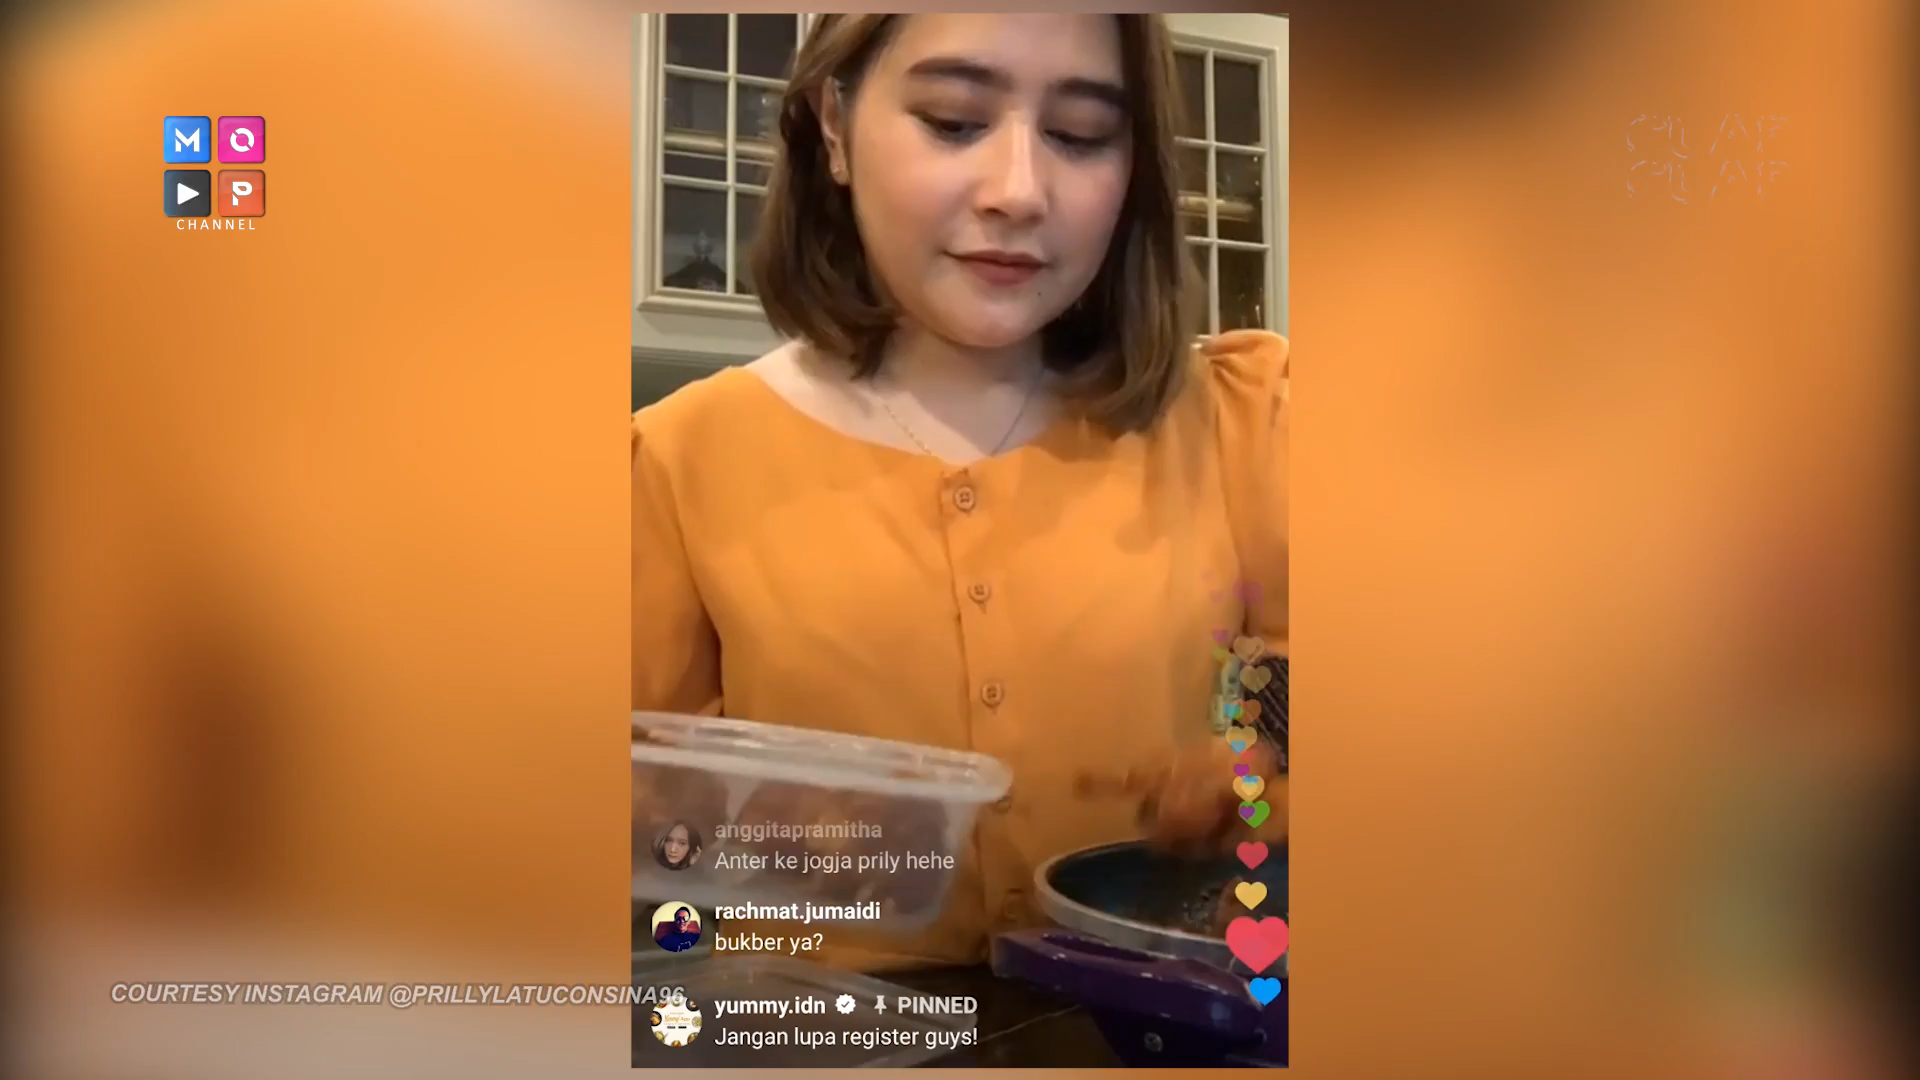 M O
P
CHANNEL
anggitapramitha
Anter ke jogja prily hehe
rachmat.jumaidi
bukber ya?
yummy.idn PINNED
Jangan lupa register guys!
COURTESY INSTAGRAM @PRILLYLATUCONSINA96